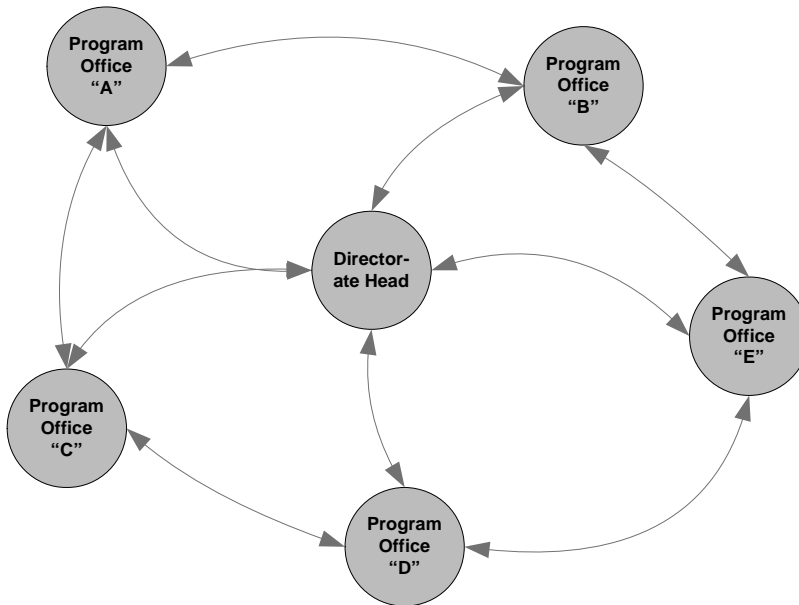 Program
Office
“A”
Program
Office
“B”
Director-
ate Head
Program
Office
“E”
Program
Office
“C”
Program
Office
“D”